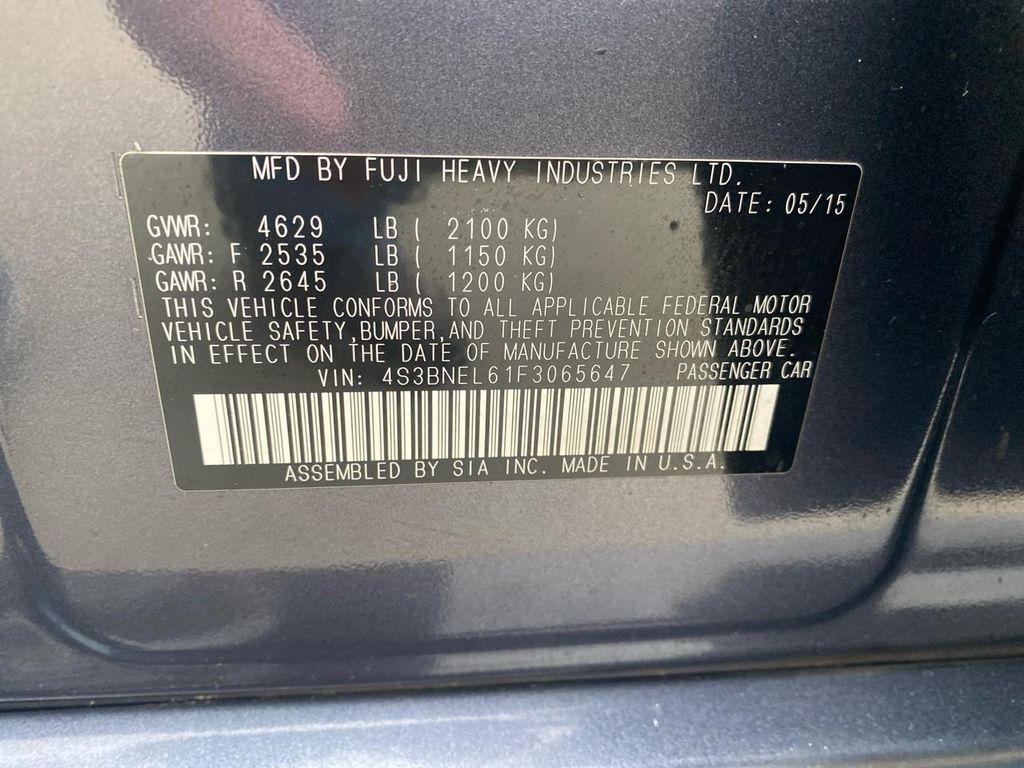 MFD BY FUJI HEAVY INDUSTRIES LTD.
DATE: 05/15
GVWR: 4629 LB ( 2100 KG)
GAWR: F 2535 LB ( 1150 KG)
GAWR: R 2645 LB ( 1200 KG)
THIS VEHICLE CONFORMS TO ALL APPLICABLE FEDERAL MOTOR
VEHICLE SAFETY,BUMPER,AND THEFT PREVENTION STANDARDS
IN EFFECT ON THE DATE OF MANUFACTURE SHOWN ABOVE.
VIN: 4S3BNEL61F3065647 PASSENGER CAR
ASSEMBLED BY SIA INC. MADE IN U.S.A.